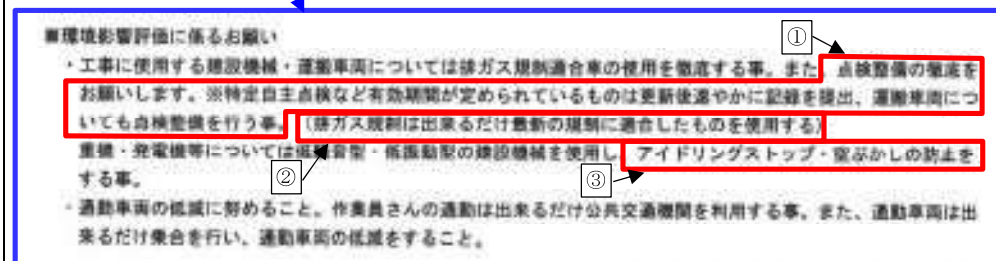 ■環境影響評価に係るお願い
①
・工事に使用する建設機械・運搬車両については排ガス規制適合車の使用を徹底する事。また、点検整備の徹底を
お願いします。※特定自主点検など有効期間が定められているものは更新後速やかに記録を提出、運搬車両につ
いても点検整備を行う事。（排ガス規制は出来るだけ最新の規制に適合したものを使用する）
重機・発電機等については低騒音型・低振動型の建設機械を使用し、アイドリングストップ・空ぶかしの防止を
する事。
②
③
・通勤車両の低減に努めること。作業員さんの通勤は出来るだけ公共交通機関を利用する事。また、通勤車両は出
来るだけ乗合を行い、通勤車両の低減をすること。